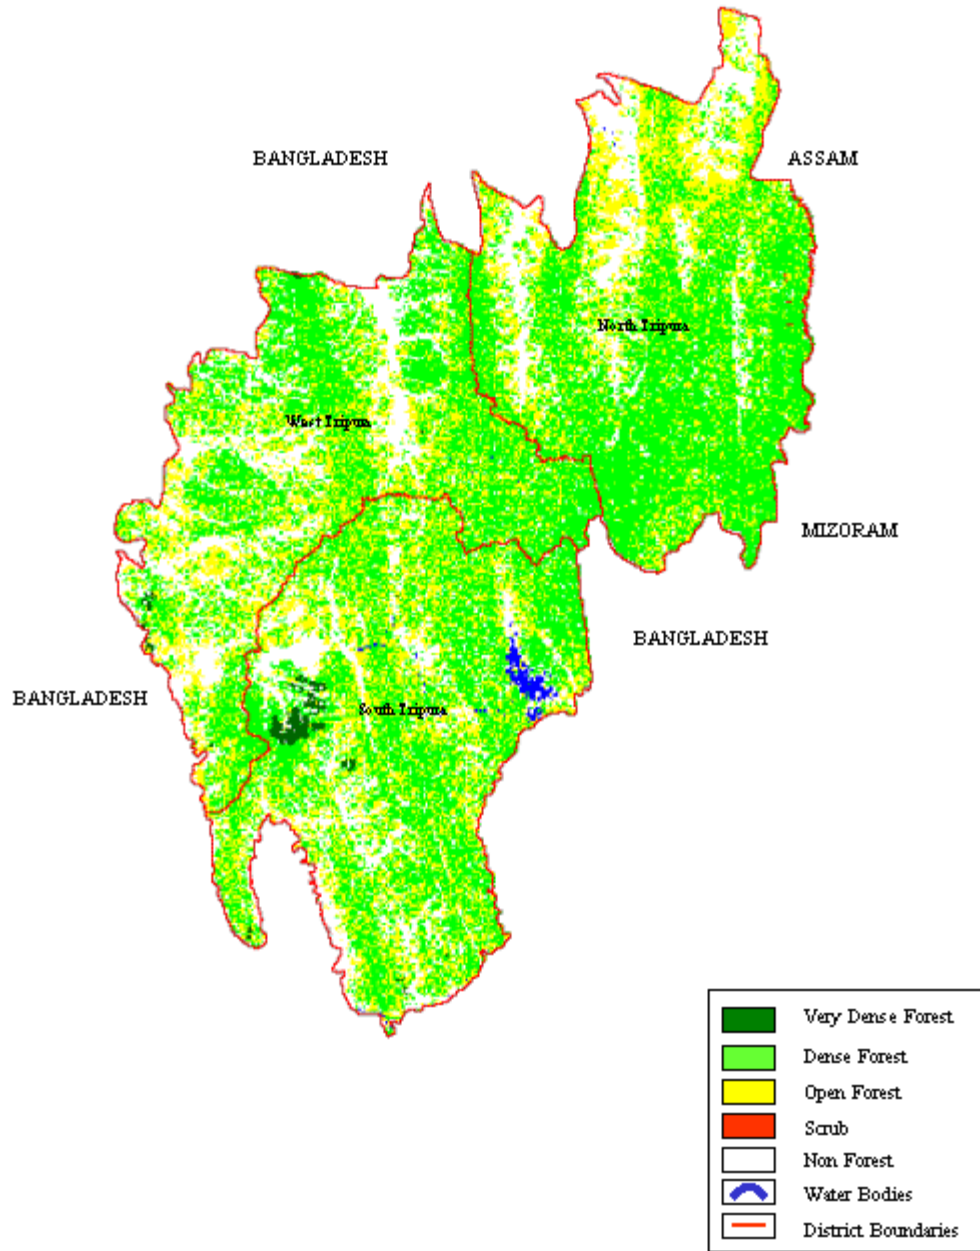 BANGLADESH
ASSAM
North Tripura
West Tripura
MIZORAM
BANGLADESH
BANGLADESH
South Tripura
Very Dense Forest
Dense Forest
Open Forest
Scrub
Non Forest
Water Bodies
District Boundaries